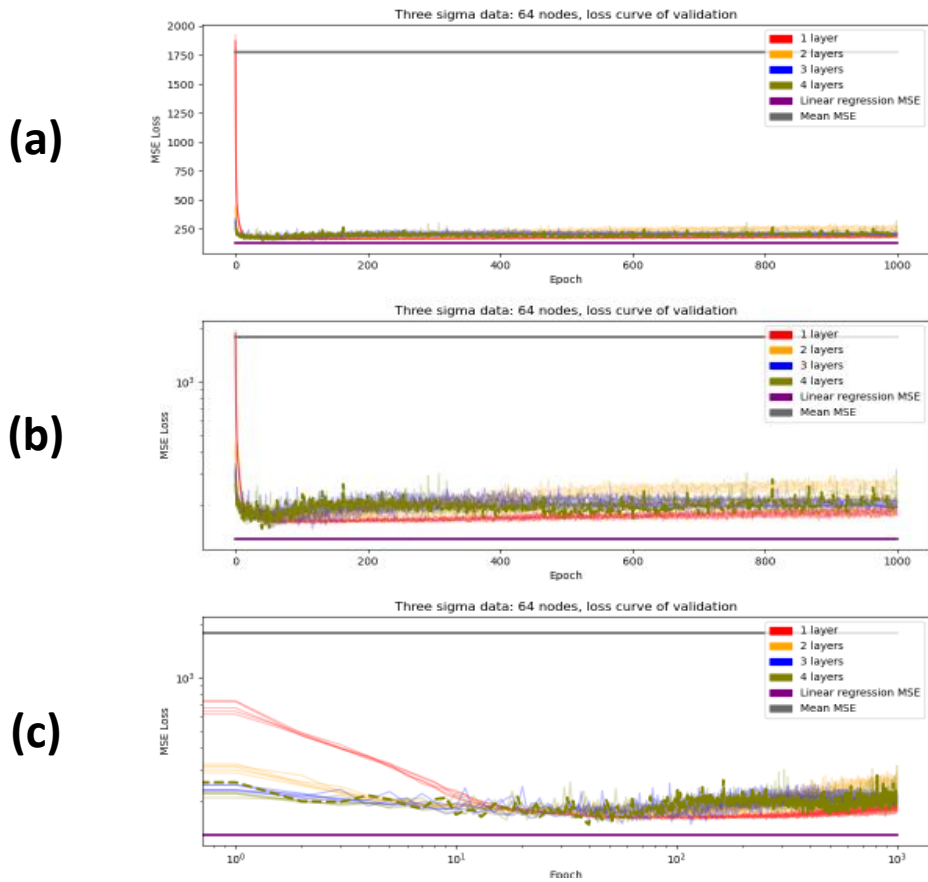 (a)
Three sigma data: 64 nodes, loss curve of validation
MSE Loss
2000
1750
1500
1250
1000
750
500
250
1 layer
2 layers
3 layers
4 layers
Linear regression MSE
Mean MSE
0 200 400 600 800 1000
Epoch
(b)
Three sigma data: 64 nodes, loss curve of validation
MSE Loss
10³
1 layer
2 layers
3 layers
4 layers
Linear regression MSE
Mean MSE
0 200 400 600 800 1000
Epoch
(c)
Three sigma data: 64 nodes, loss curve of validation
MSE Loss
10³
1 layer
2 layers
3 layers
4 layers
Linear regression MSE
Mean MSE
10⁰ 10¹ 10² 10³
Epoch